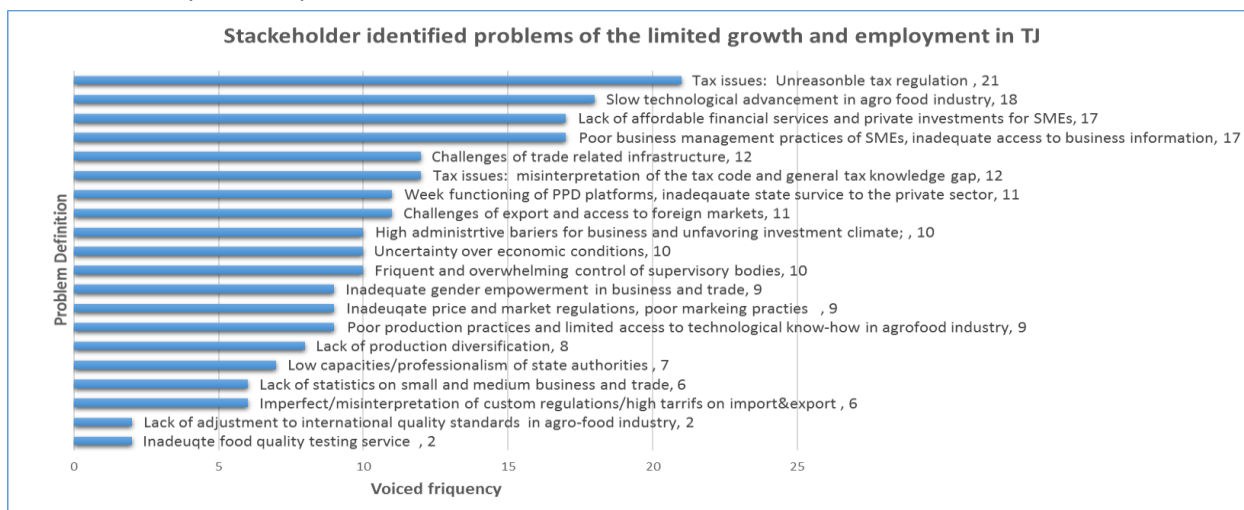 Stackeholder identified problems of the limited growth and employment in TJ
Problem Definition
Tax issues: Unreasonble tax regulation , 21
Slow technological advancement in agro food industry, 18
Lack of affordable financial services and private investments for SMEs, 17
Poor business management practices of SMEs, inadequate access to business information, 17
Challenges of trade related infrastructure, 12
Tax issues: misinterpretation of the tax code and general tax knowledge gap, 12
Week functioning of PPD platforms, inadeqauate state survice to the private sector, 11
Challenges of export and access to foreign markets, 11
High administrtive bariers for business and unfavoring investment climate; , 10
Uncertainty over economic conditions, 10
Friquent and overwhelming control of supervisory bodies, 10
Inadequate gender empowerment in business and trade, 9
Inadeuqate price and market regulations, poor markeing practies , 9
Poor production practices and limited access to technological know-how in agrofood industry, 9
Lack of production diversification, 8
Low capacities/professionalism of state authorities , 7
Lack of statistics on small and medium business and trade, 6
Imperfect/misinterpretation of custom regulations/high tarrifs on import&export , 6
Lack of adjustment to international quality standards in agro-food industry, 2
Inadeuqte food quality testing service , 2
0 5 10 15 20 25
Voiced friquency